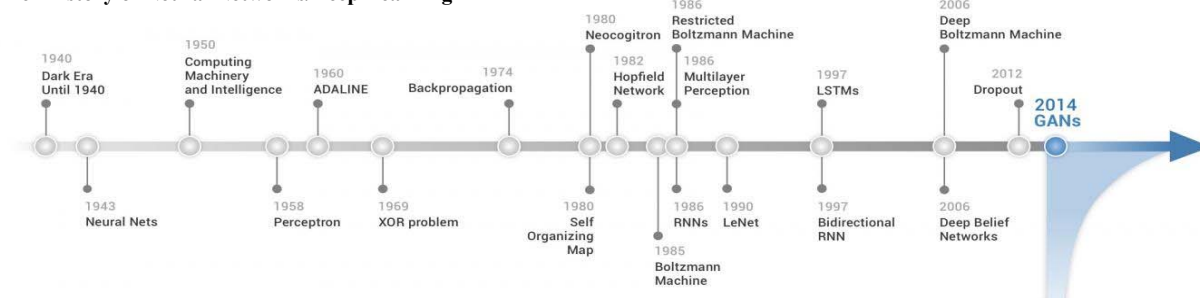 1940
Dark Era
Until 1940
1943
Neural Nets
1950
Computing
Machinery
and Intelligence
1958
Perceptron
1960
ADALINE
1969
XOR problem
1974
Backpropagation
1980
Neocogitron
1980
Self
Organizing
Map
1982
Hopfield
Network
1985
Boltzmann
Machine
1986
Restricted
Boltzmann Machine
1986
Multilayer
Perception
1986
RNNs
1990
LeNet
1997
LSTMs
1997
Bidirectional
RNN
2006
Deep
Boltzmann Machine
2006
Deep Belief
Networks
2012
Dropout
2014
GANs